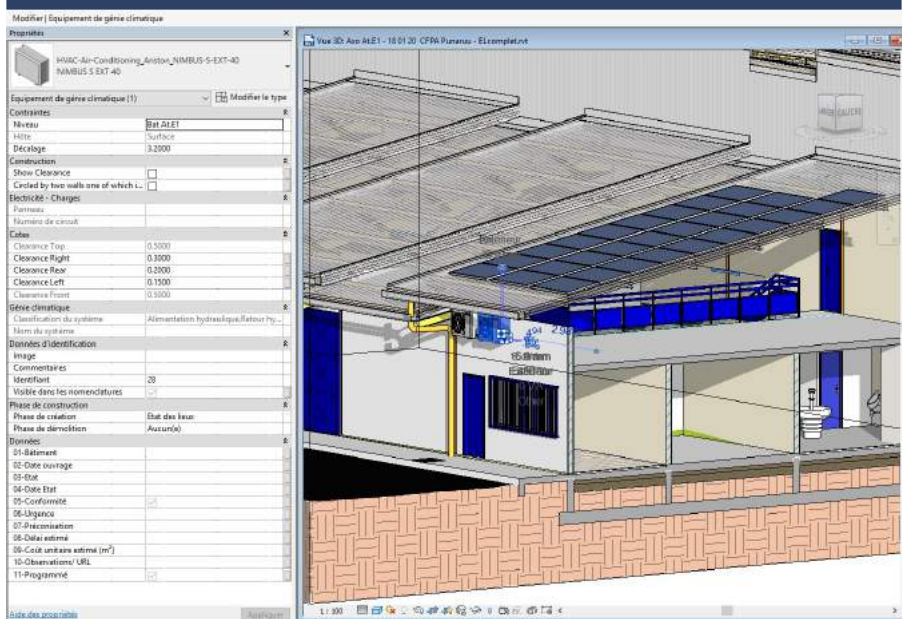 Modifier | Equipement de génie climatique
Propriétés
HVAC-Air-Conditioning_Ariston_NIMBUS-S-EXT-40
NIMBUS S EXT 40
Equipement de génie climatique (1)
Modifier le type
Contraintes
Niveau Bat At.E1
Hôte Surface
Décalage 3.2000
Construction
Show Clearance
Circled by two walls one of which i...
Electricité - Charges
Panneau
Numéro de circuit
Cotes
Clearance Top 0.5000
Clearance Right 0.3000
Clearance Rear 0.2000
Clearance Left 0.1500
Clearance Front 0.5000
Génie climatique
Classification du système Alimentation hydraulique,Retour hy...
Nom du système
Données d'identification
Image
Commentaires
Identifiant 28
Visible dans les nomenclatures
Phase de construction
Phase de création Etat des lieux
Phase de démolition Aucun(e)
Données
01-Bâtiment
02-Date ouvrage
03-Etat
04-Date Etat
05-Conformité
06-Urgence
07-Préconisation
08-Délai estimé
09-Coût unitaire estimé (m²)
10-Observations/ URL
11-Programmé
Aide des propriétés
Appliquer
Vue 3D: Axo At.E1 - 18 01 20 CFPA Punaruu - ELcomplet.rvt
1 : 100